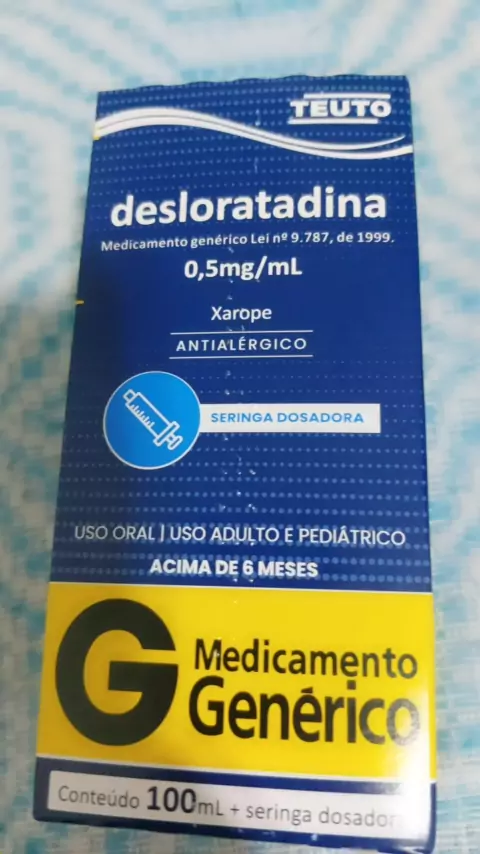 TEUTO
desloratadina
Medicamento genérico Lei nº 9.787, de 1999.
0,5mg/mL
Xarope
ANTIALÉRGICO
SERINGA DOSADORA
USO ORAL | USO ADULTO E PEDIÁTRICO
ACIMA DE 6 MESES
G Medicamento
Genérico
Conteúdo 100mL + seringa dosadora